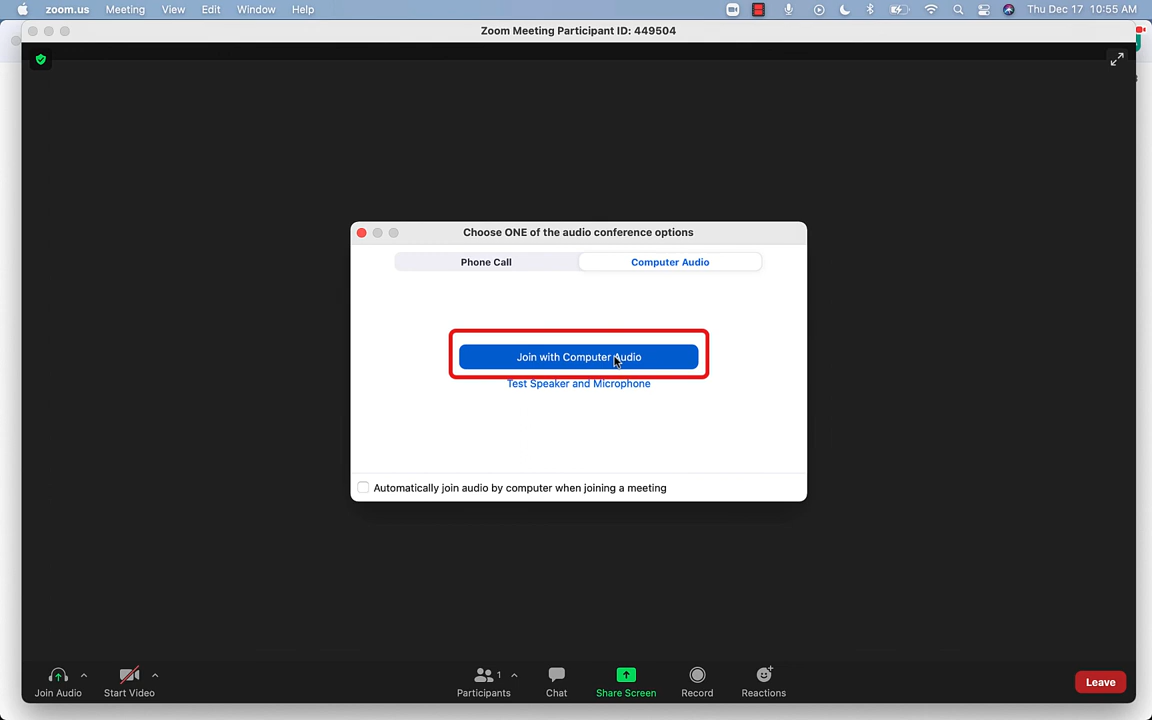 zoom.us Meeting View Edit Window Help Thu Dec 17 10:55 AM
Zoom Meeting Participant ID: 449504
Choose ONE of the audio conference options
Phone Call Computer Audio
Join with Computer Audio
Test Speaker and Microphone
Automatically join audio by computer when joining a meeting
1
Join Audio Start Video Participants Chat Share Screen Record Reactions Leave